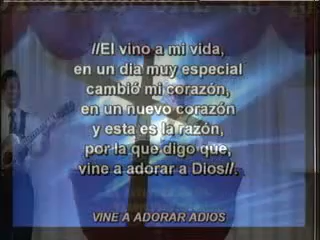 //El vino a mi vida,
en un dia muy especial
cambió mi corazón,
en un nuevo corazón
y esta es la razón,
por la que digo que,
vine a adorar a Dios//.
VINE A ADORAR ADIOS